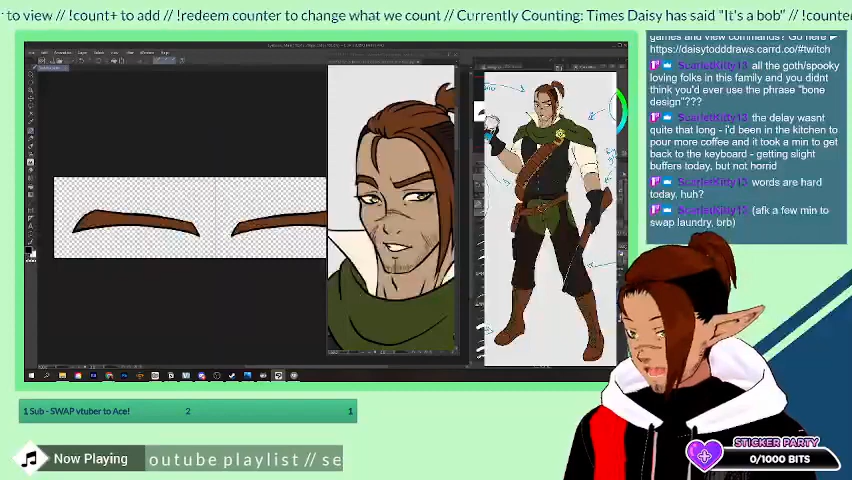 to view // !count+ to add // !redeem counter to change what we count // Currently Counting: Times Daisy has said "It's a bob" // !counte
games and view commands? Go here ►
https://daisytodddraws.carrd.co/#twitch
ScarletKitty13 all the goth/spooky
loving folks in this family and you didnt
think you'd ever use the phrase "bone
design"???
ScarletKitty13 the delay wasnt
quite that long - i'd been in the kitchen to
pour more coffee and it took a min to get
back to the keyboard - getting slight
buffers today, but not horrid
ScarletKitty13 words are hard
today, huh?
ScarletKitty13 (afk a few min to
swap laundry, brb)
1 Sub - SWAP vtuber to Ace! 2 1
Now Playing outube playlist // se
STICKER PARTY
0/1000 BITS